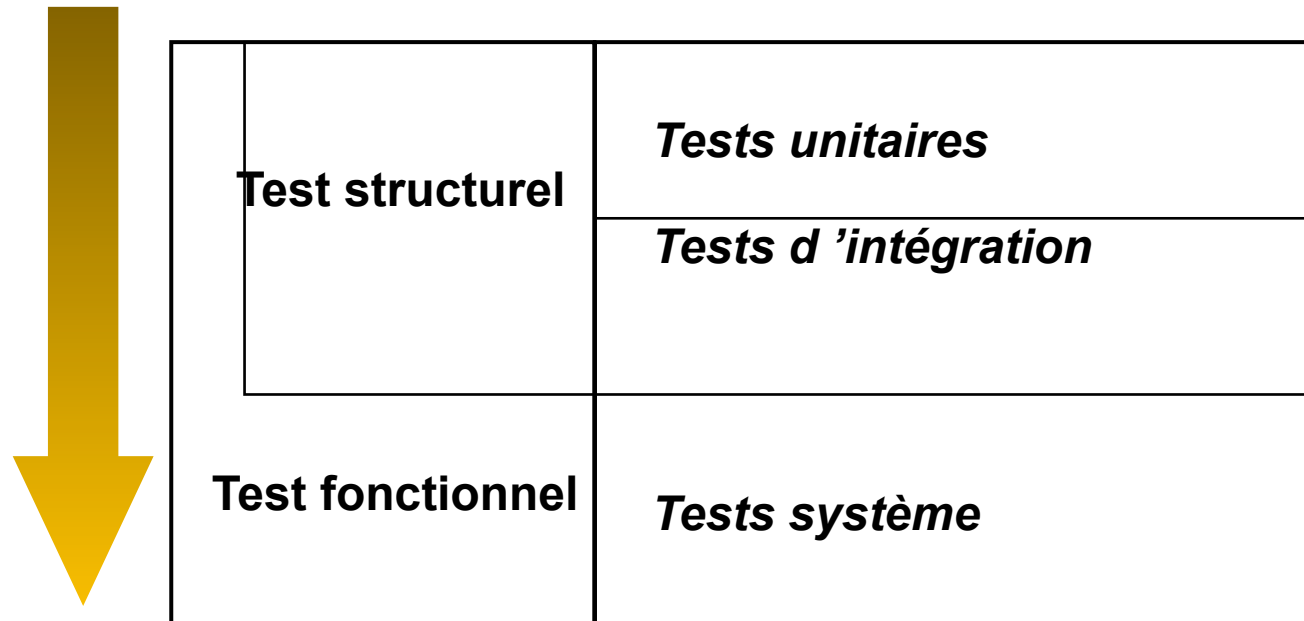 Tests unitaires
Test structurel
Tests d ’intégration
Test fonctionnel
Tests système